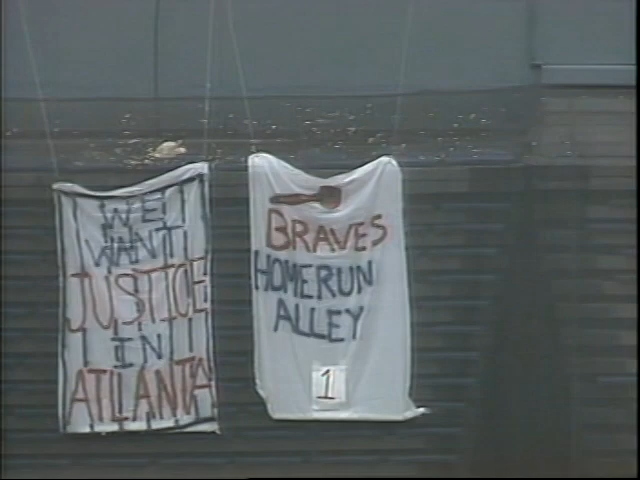 WE
WANT
JUSTICE
IN
ATLANTA
BRAVES
HOMERUN
ALLEY
1